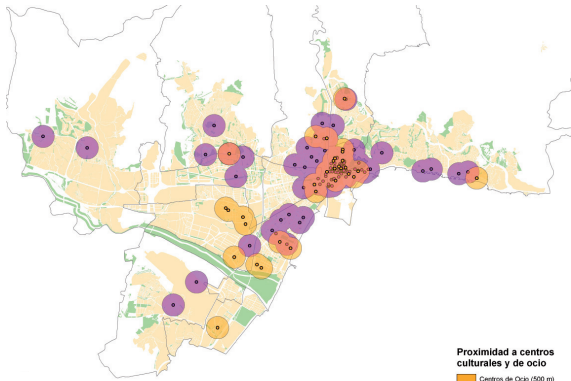 Proximidad a centros
culturales y de ocio
Centros de Ocio (500 m)